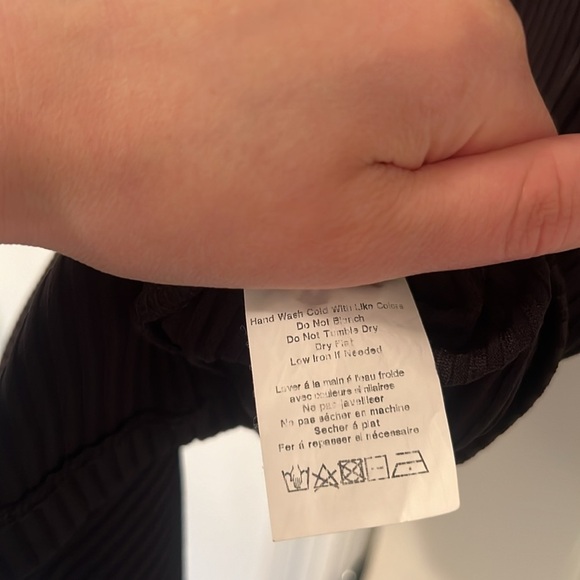 Hand Wash Cold With Like Colors
Do Not Bleach
Do Not Tumble Dry
Dry Flat
Low Iron If Needed
Laver á la main á l'eau froide
avec couleurs similaires
Ne pas javelliser
Ne pas sécher en machine
Secher á plat
Fer á repasser si nécessaire